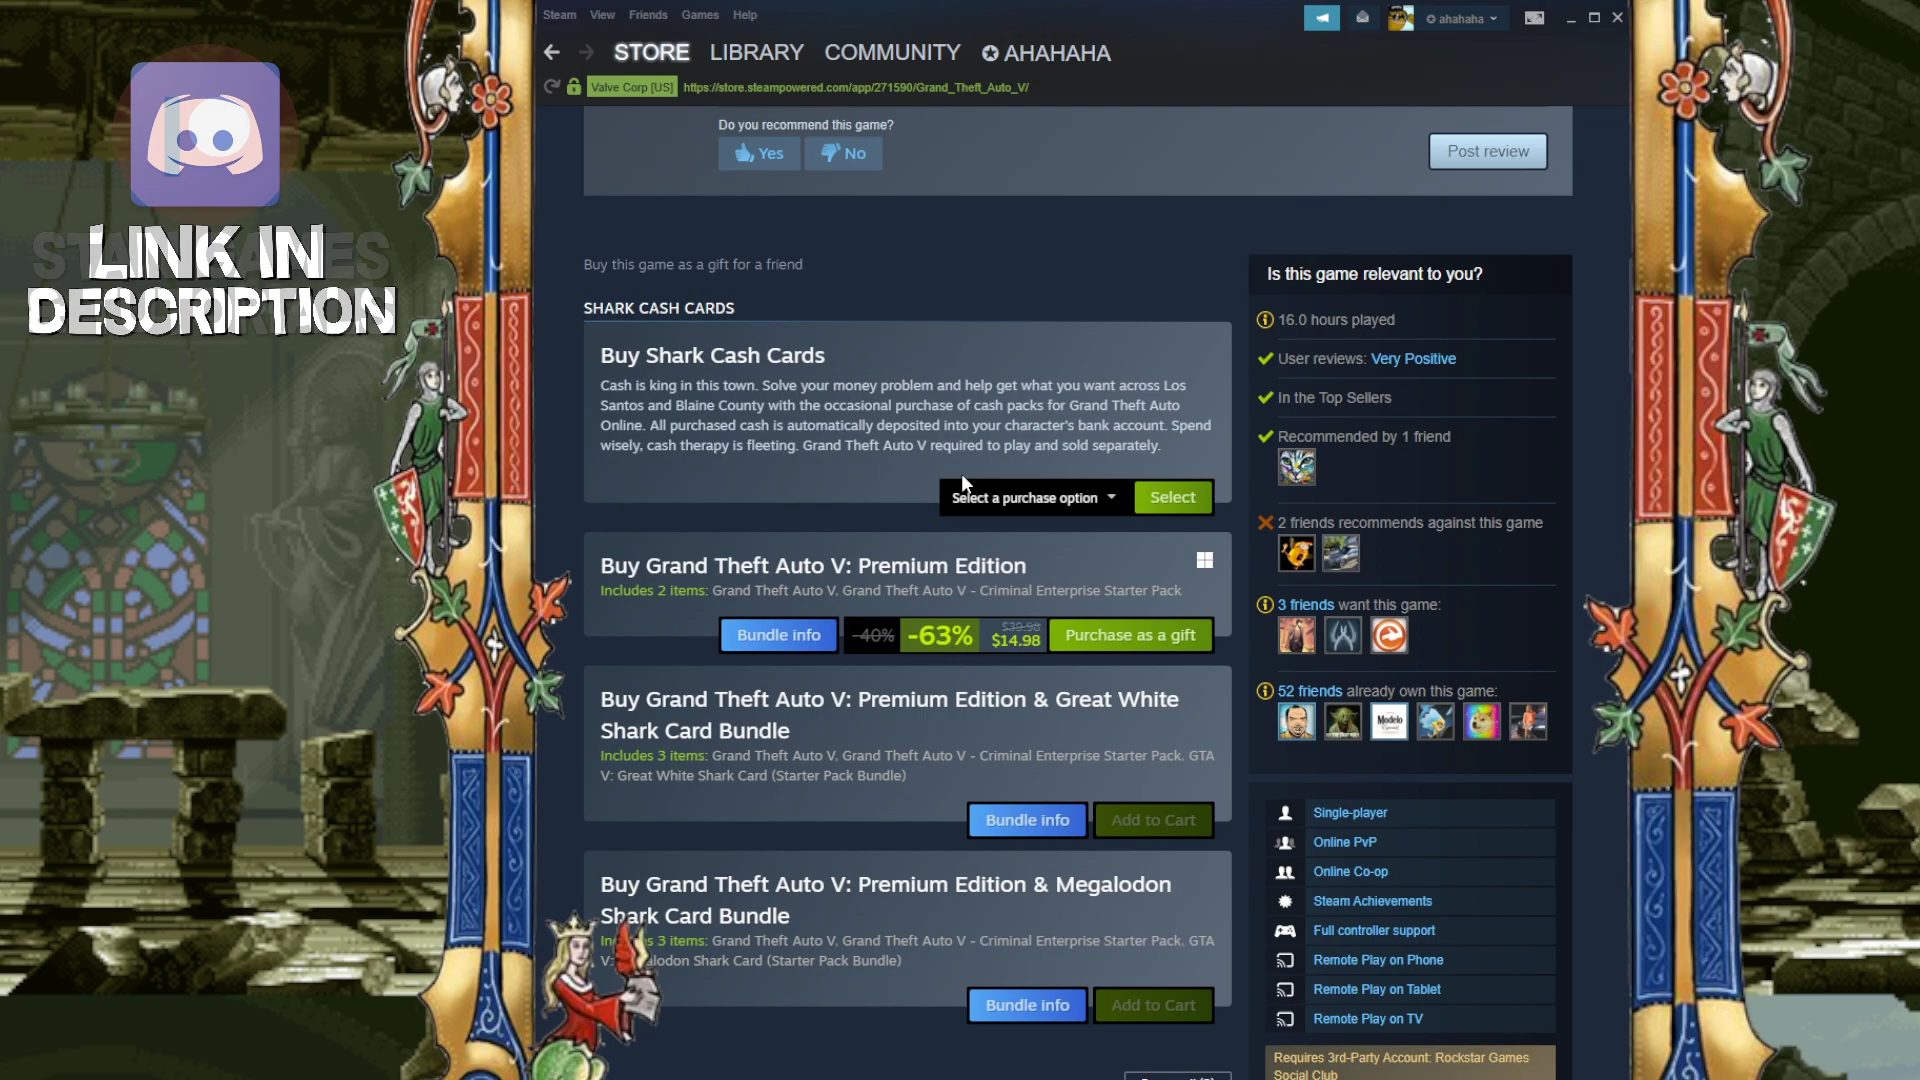 Steam View Friends Games Help
ahahaha
STORE LIBRARY COMMUNITY AHAHAHA
Valve Corp [US] https://store.steampowered.com/app/271590/Grand_Theft_Auto_V/
LINK IN
DESCRIPTION
Do you recommend this game?
Yes No
Post review
Buy this game as a gift for a friend
SHARK CASH CARDS
Buy Shark Cash Cards
Cash is king in this town. Solve your money problem and help get what you want across Los
Santos and Blaine County with the occasional purchase of cash packs for Grand Theft Auto
Online. All purchased cash is automatically deposited into your character's bank account. Spend
wisely, cash therapy is fleeting. Grand Theft Auto V required to play and sold separately.
Select a purchase option Select
Buy Grand Theft Auto V: Premium Edition
Includes 2 items: Grand Theft Auto V, Grand Theft Auto V - Criminal Enterprise Starter Pack
Bundle info -40% -63% $39.98 $14.98 Purchase as a gift
Buy Grand Theft Auto V: Premium Edition & Great White
Shark Card Bundle
Includes 3 items: Grand Theft Auto V, Grand Theft Auto V - Criminal Enterprise Starter Pack, GTA
V: Great White Shark Card (Starter Pack Bundle)
Bundle info Add to Cart
Buy Grand Theft Auto V: Premium Edition & Megalodon
Shark Card Bundle
3 items: Grand Theft Auto V, Grand Theft Auto V - Criminal Enterprise Starter Pack, GTA
Shark Card (Starter Pack Bundle)
Bundle info Add to Cart
Is this game relevant to you?
16.0 hours played
User reviews: Very Positive
In the Top Sellers
Recommended by 1 friend
2 friends recommends against this game
3 friends want this game:
52 friends already own this game:
Modelo
Single-player
Online PvP
Online Co-op
Steam Achievements
Full controller support
Remote Play on Phone
Remote Play on Tablet
Remote Play on TV
Requires 3rd-Party Account: Rockstar Games
Social Club